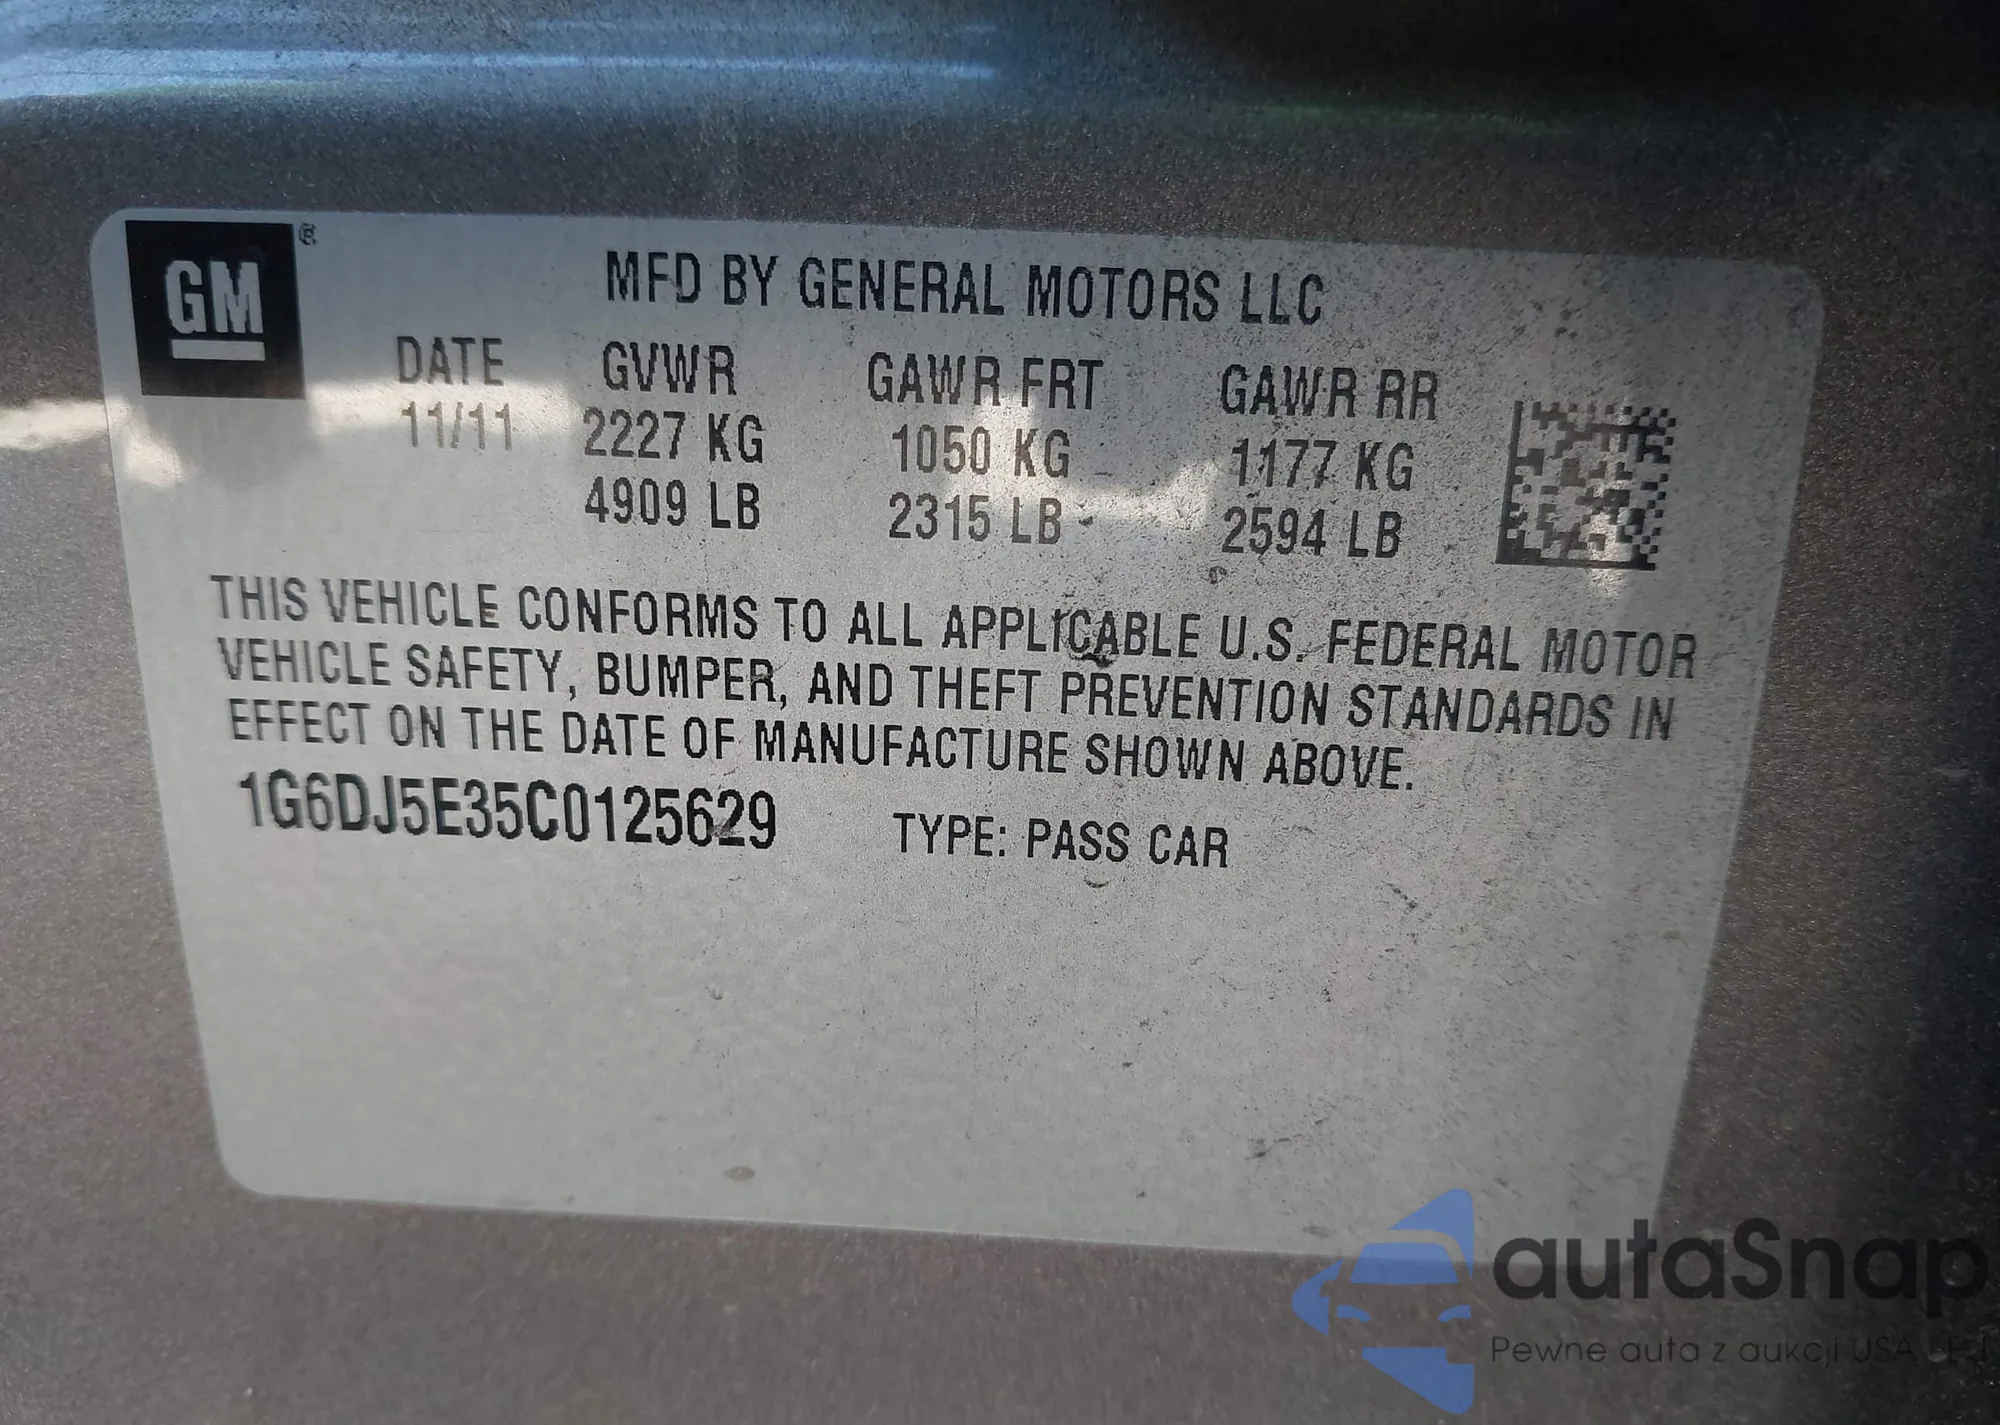 GM ®
MFD BY GENERAL MOTORS LLC
DATE GVWR GAWR FRT GAWR RR
11/11 2227 KG 1050 KG 1177 KG
4909 LB 2315 LB 2594 LB
THIS VEHICLE CONFORMS TO ALL APPLICABLE U.S. FEDERAL MOTOR
VEHICLE SAFETY, BUMPER, AND THEFT PREVENTION STANDARDS IN
EFFECT ON THE DATE OF MANUFACTURE SHOWN ABOVE.
1G6DJ5E35C0125629 TYPE: PASS CAR
autaSnap
Pewne auta z aukcji USA